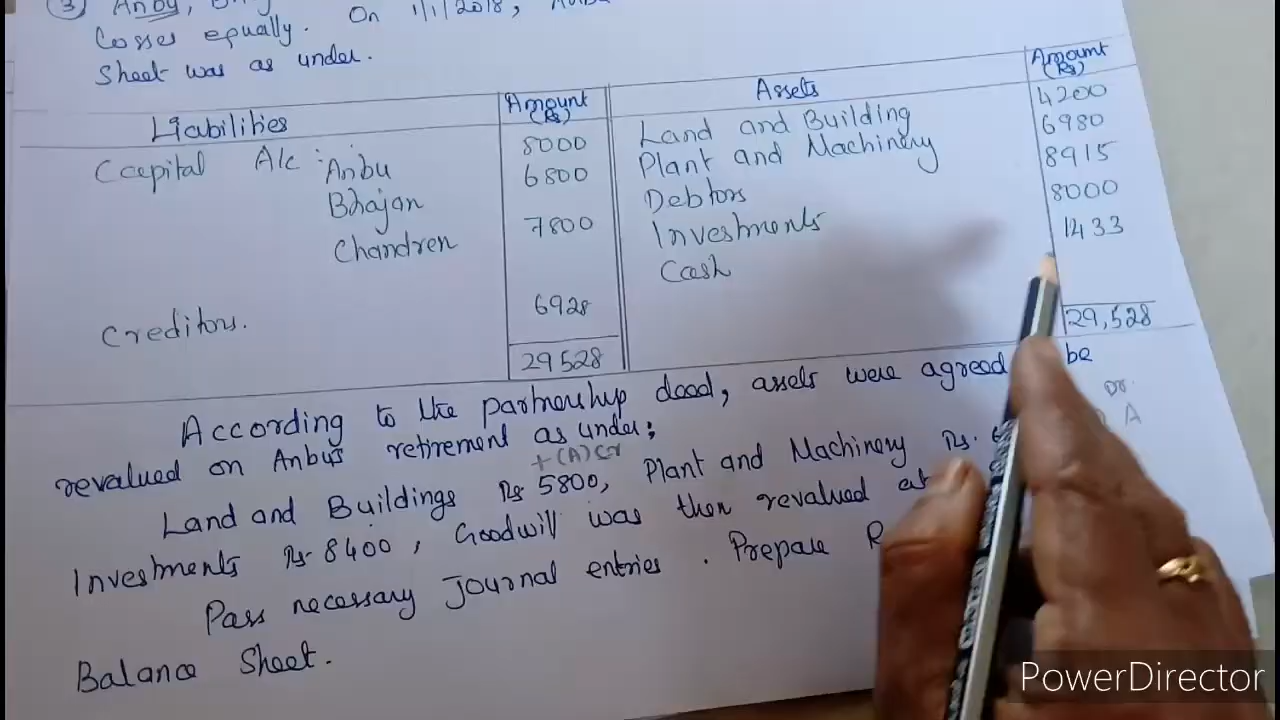 (3) Anbu,
Losses equally. On 1/1/2018,
Sheet was as under.
Liabilities Amount (Rs) Assets Amount (Rs)
Capital A/c : Anbu 8000 Land and Building 4200
Bhajan 6800 Plant and Machinery 6980
Chandren 7800 Debtors 8915
Investments 8000
Cash 1433
Creditors. 6928
29528 29,528
According to the partnership deed, assets were agreed be
revalued on Anbu's retirement as under;
+(A) Cr Dr. A
Land and Buildings Rs 5800, Plant and Machinery Rs.
Investments Rs 8400, Goodwill was then revalued at
Pass necessary Journal entries. Prepare
Balance Sheet.
PowerDirector